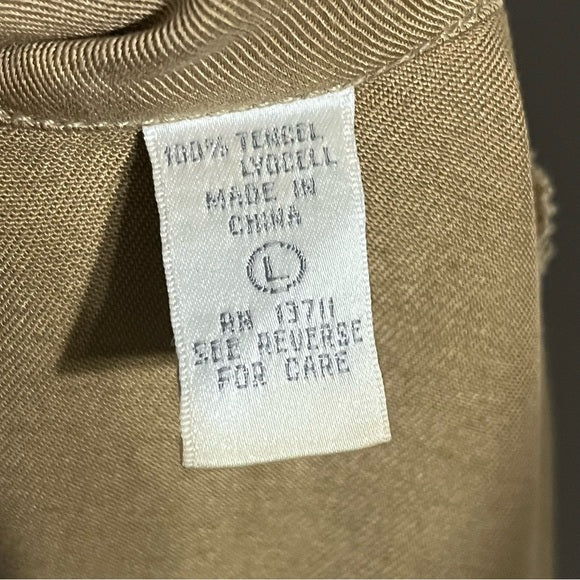 100% TENCEL
LYOCELL
MADE IN
CHINA
L
RN 13711
SEE REVERSE
FOR CARE